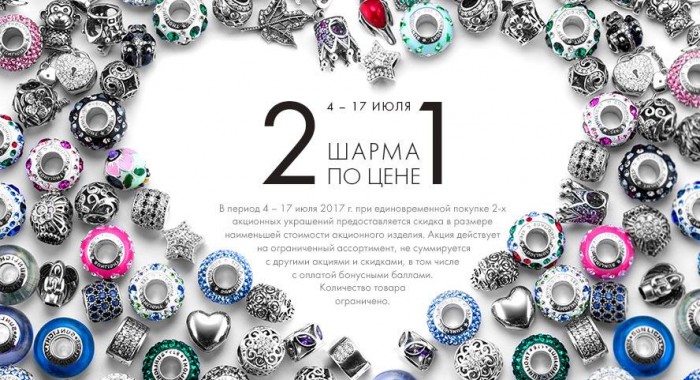 4 – 17 ИЮЛЯ
2 ШАРМА
ПО ЦЕНЕ 1
В период 4 – 17 июля 2017 г. при единовременной покупке 2-х
акционных украшений предоставляется скидка в размере
наименьшей стоимости акционного изделия. Акция действует
на ограниченный ассортимент, не суммируется
с другими акциями и скидками, в том числе
с оплатой бонусными баллами.
Количество товара
ограничено.